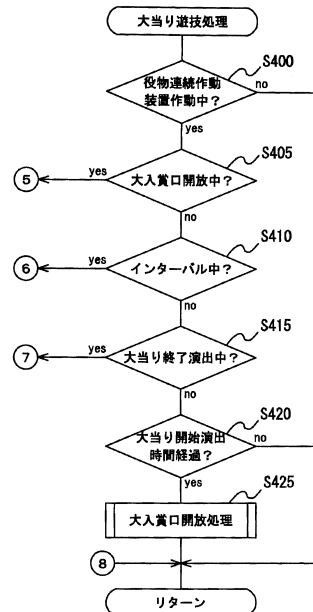 大当り遊技処理
S400
役物連続作動
装置作動中?
no
yes
S405
大入賞口開放中?
yes
5
no
S410
インターバル中?
yes
6
no
S415
大当り終了演出中?
yes
7
no
S420
大当り開始演出
時間経過?
no
yes
S425
大入賞口開放処理
8
リターン